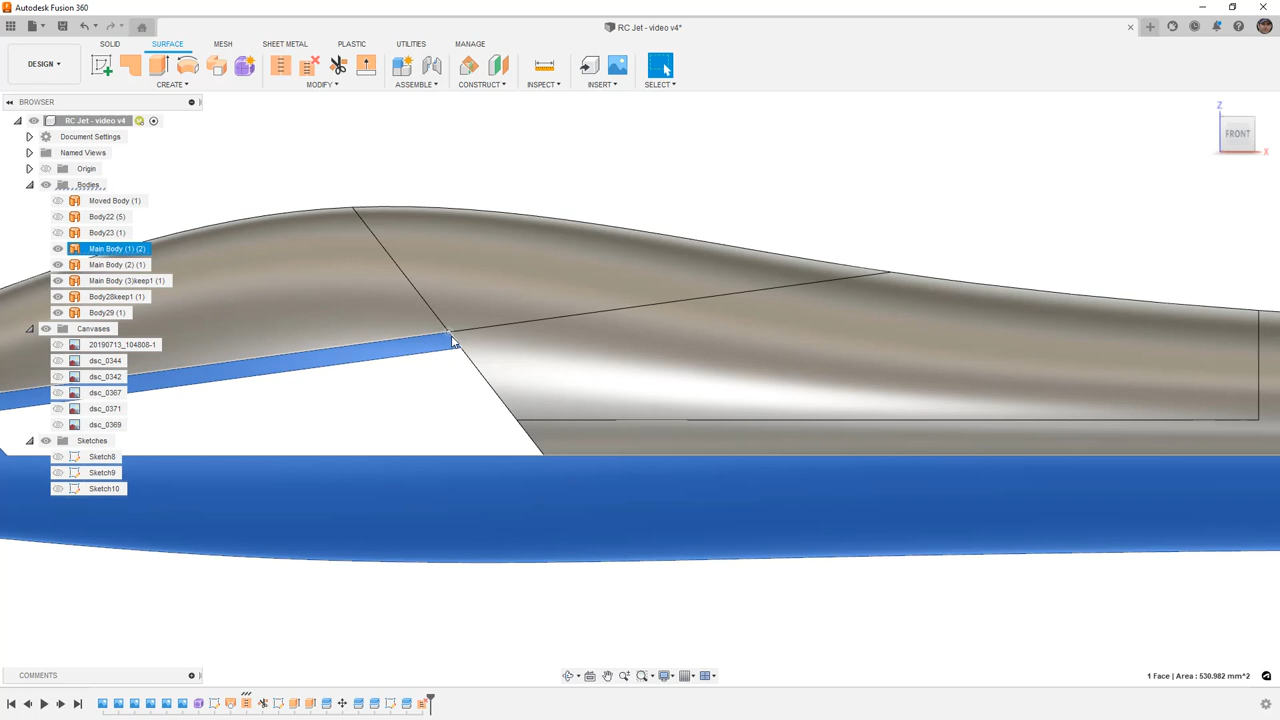 Autodesk Fusion 360
RC Jet - video v4*
DESIGN
SOLID SURFACE MESH SHEET METAL PLASTIC UTILITIES MANAGE
CREATE MODIFY ASSEMBLE CONSTRUCT INSPECT INSERT SELECT
BROWSER
RC Jet - video v4
Document Settings
Named Views
Origin
Bodies
Moved Body (1)
Body22 (5)
Body23 (1)
Main Body (1) (2)
Main Body (2) (1)
Main Body (3)keep1 (1)
Body28keep1 (1)
Body29 (1)
Canvases
20190713_104808-1
dsc_0344
dsc_0342
dsc_0367
dsc_0371
dsc_0369
Sketches
Sketch8
Sketch9
Sketch10
Z
FRONT
X
COMMENTS
1 Face | Area : 530.982 mm^2